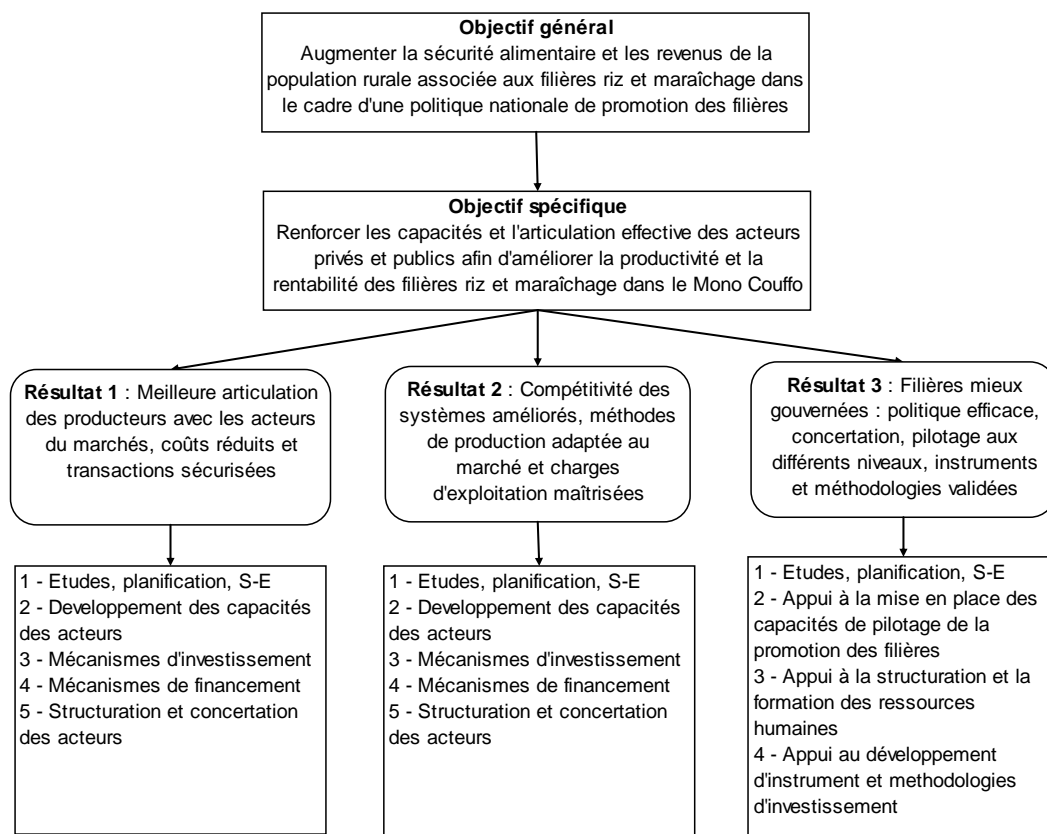 Objectif général
Augmenter la sécurité alimentaire et les revenus de la
population rurale associée aux filières riz et maraîchage dans
le cadre d'une politique nationale de promotion des filières
Objectif spécifique
Renforcer les capacités et l'articulation effective des acteurs
privés et publics afin d'améliorer la productivité et la
rentabilité des filières riz et maraîchage dans le Mono Couffo
Résultat 1 : Meilleure articulation
des producteurs avec les acteurs
du marchés, coûts réduits et
transactions sécurisées
Résultat 2 : Compétitivité des
systèmes améliorés, méthodes
de production adaptée au
marché et charges
d'exploitation maîtrisées
Résultat 3 : Filières mieux
gouvernées : politique efficace,
concertation, pilotage aux
différents niveaux, instruments
et méthodologies validées
1 - Etudes, planification, S-E
2 - Developpement des capacités
des acteurs
3 - Mécanismes d'investissement
4 - Mécanismes de financement
5 - Structuration et concertation
des acteurs
1 - Etudes, planification, S-E
2 - Developpement des capacités
des acteurs
3 - Mécanismes d'investissement
4 - Mécanismes de financement
5 - Structuration et concertation
des acteurs
1 - Etudes, planification, S-E
2 - Appui à la mise en place des
capacités de pilotage de la
promotion des filières
3 - Appui à la structuration et la
formation des ressources
humaines
4 - Appui au développement
d'instrument et methodologies
d'investissement